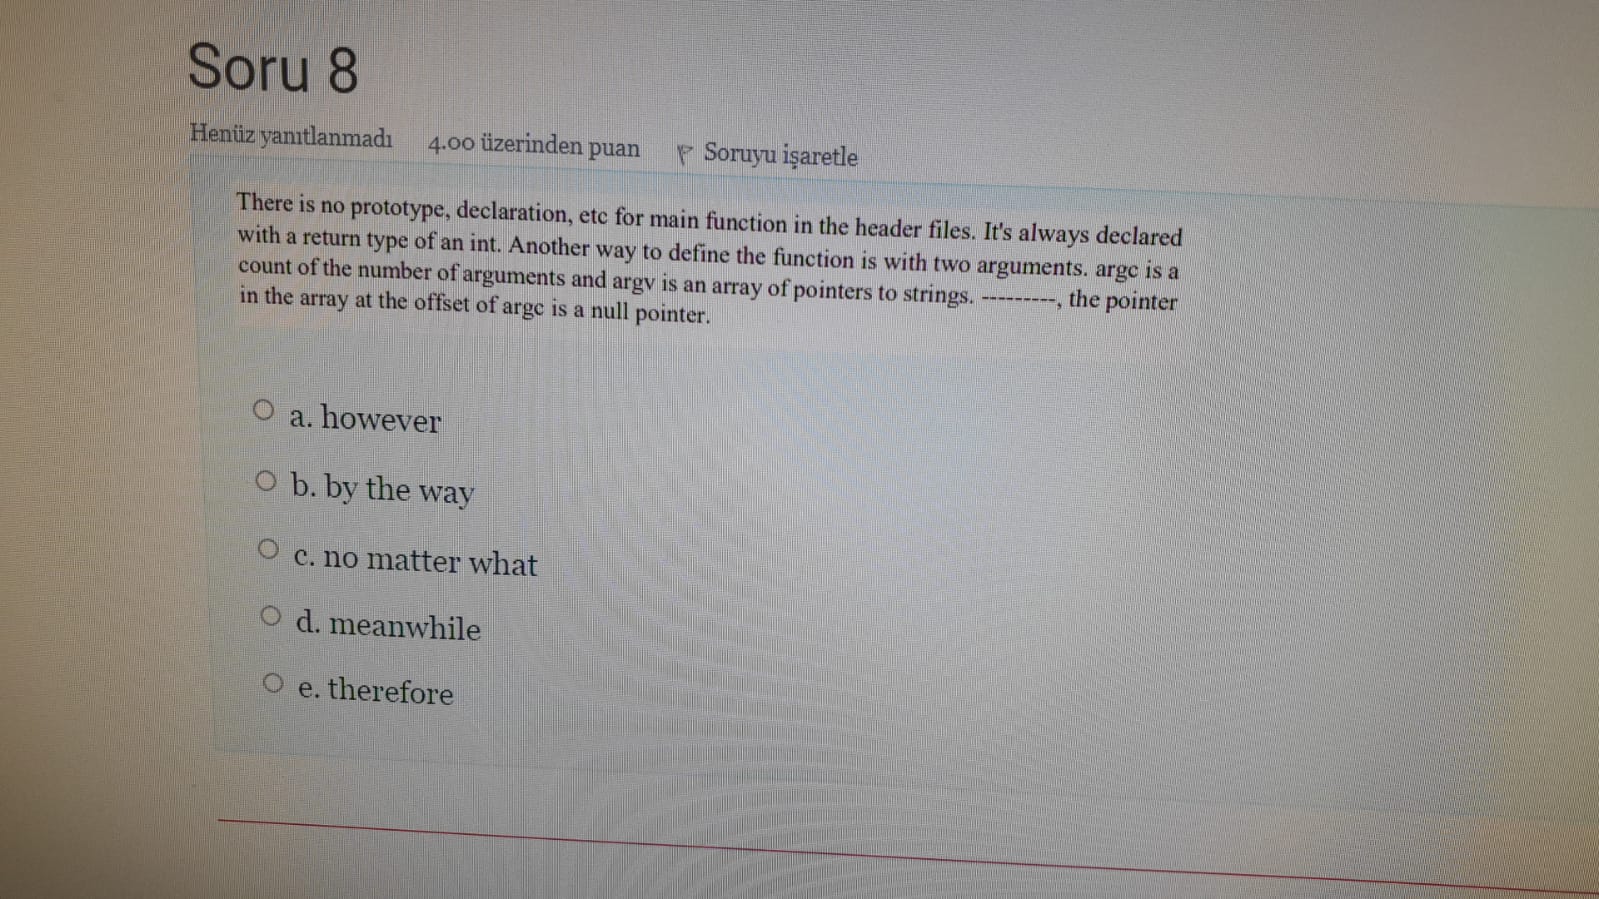 Soru 8
Henüz yanıtlanmadı 4.00 üzerinden puan Soruyu işaretle
There is no prototype, declaration, etc for main function in the header files. It's always declared
with a return type of an int. Another way to define the function is with two arguments. argc is a
count of the number of arguments and argv is an array of pointers to strings. ---------, the pointer
in the array at the offset of argc is a null pointer.
a. however
b. by the way
c. no matter what
d. meanwhile
e. therefore